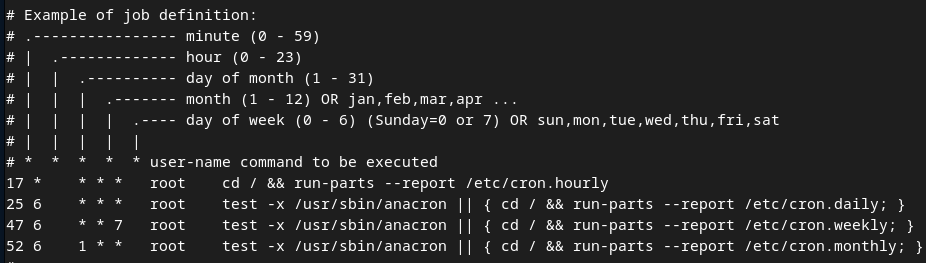 # Example of job definition:
# .---------------- minute (0 - 59)
# |  .------------- hour (0 - 23)
# |  |  .---------- day of month (1 - 31)
# |  |  |  .------- month (1 - 12) OR jan,feb,mar,apr ...
# |  |  |  |  .---- day of week (0 - 6) (Sunday=0 or 7) OR sun,mon,tue,wed,thu,fri,sat
# |  |  |  |  |
# *  *  *  *  * user-name command to be executed
17 *    * * *   root    cd / && run-parts --report /etc/cron.hourly
25 6    * * *   root    test -x /usr/sbin/anacron || { cd / && run-parts --report /etc/cron.daily; }
47 6    * * 7   root    test -x /usr/sbin/anacron || { cd / && run-parts --report /etc/cron.weekly; }
52 6    1 * *   root    test -x /usr/sbin/anacron || { cd / && run-parts --report /etc/cron.monthly; }
#